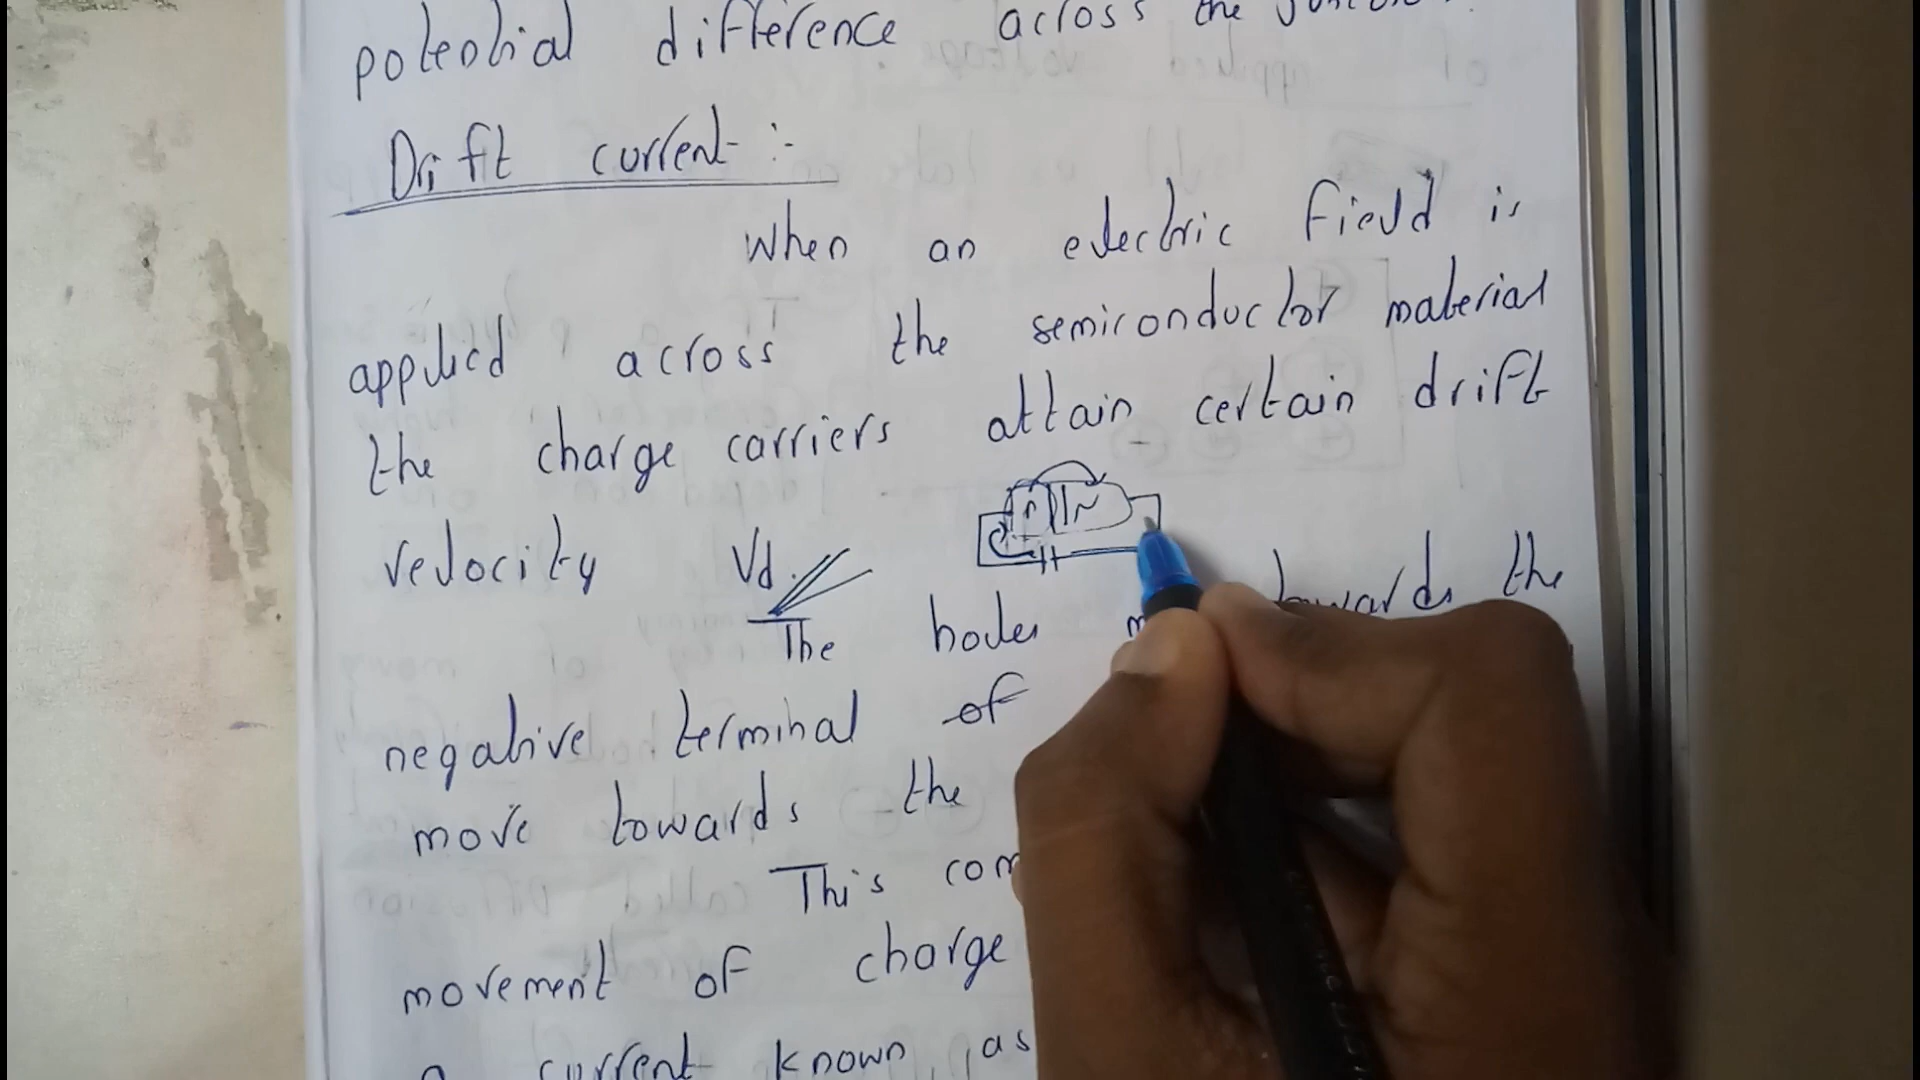 potential difference across the
Drift current :-
When an electric field is
applied across the semiconductor material
the charge carriers attain certain drift
velocity Vd.
The holes towards the
negative terminal of
move towards the
This
movement of charge
a current known as